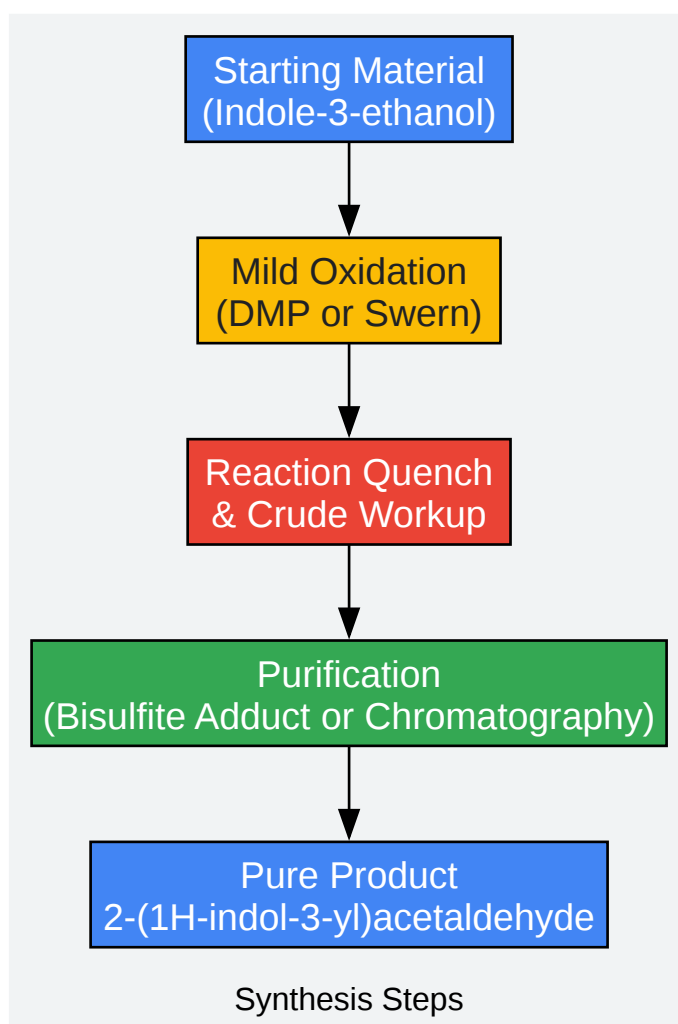 Starting Material
(Indole-3-ethanol)
Mild Oxidation
(DMP or Swern)
Reaction Quench
& Crude Workup
Purification
(Bisulfite Adduct or Chromatography)
Pure Product
2-(1H-indol-3-yl)acetaldehyde
Synthesis Steps